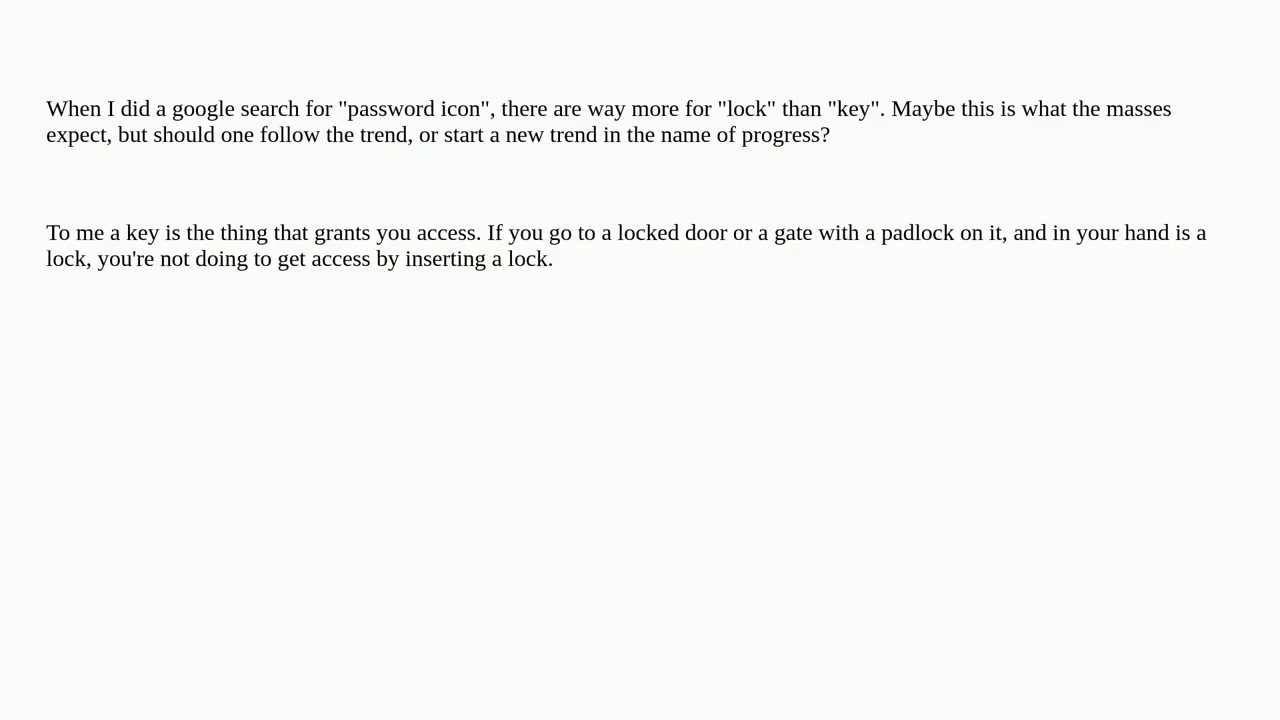 When I did a google search for "password icon", there are way more for "lock" than "key". Maybe this is what the masses
expect, but should one follow the trend, or start a new trend in the name of progress?
To me a key is the thing that grants you access. If you go to a locked door or a gate with a padlock on it, and in your hand is a
lock, you're not doing to get access by inserting a lock.